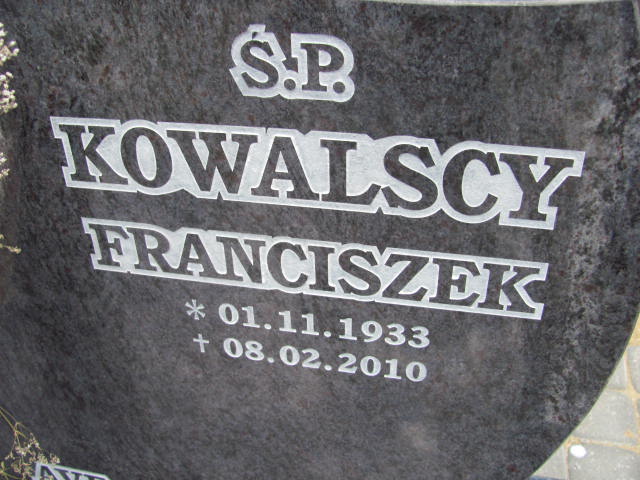 Ś.P.
KOWALSCY
FRANCISZEK
* 01.11.1933
† 08.02.2010